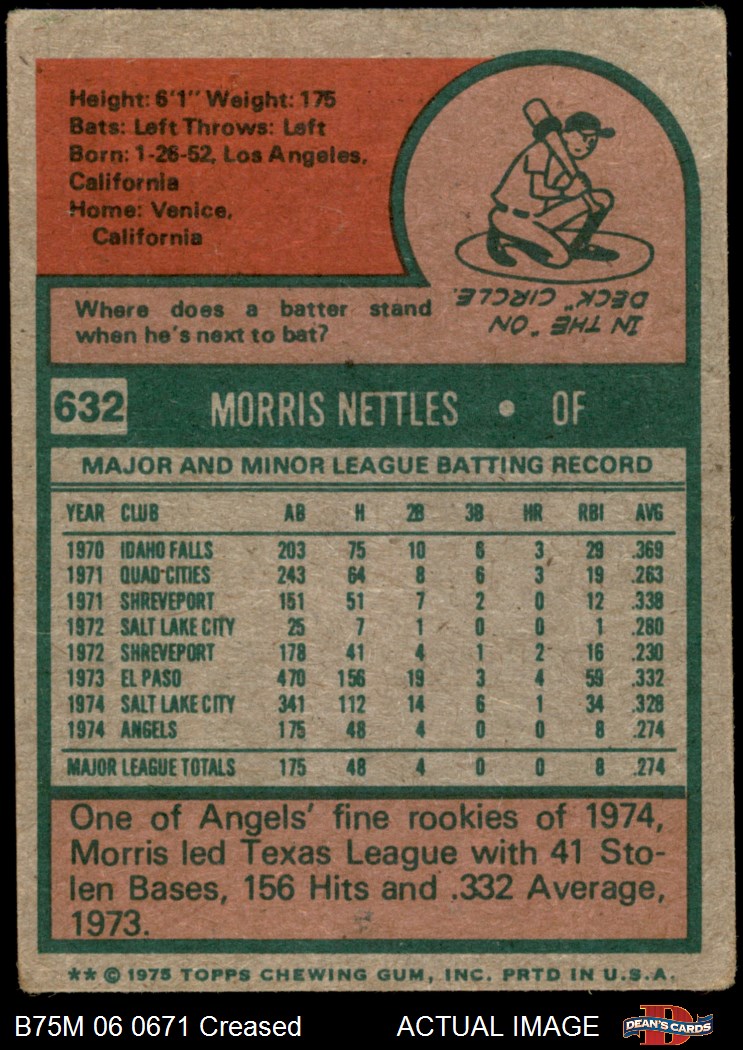 Height: 6'1" Weight: 175
Bats: Left Throws: Left
Born: 1-26-52, Los Angeles,
California
Home: Venice,
California
Where does a batter stand
when he's next to bat?
IN THE "ON
DECK" CIRCLE.
632 MORRIS NETTLES • OF
MAJOR AND MINOR LEAGUE BATTING RECORD
YEAR CLUB AB H 2B 3B HR RBI AVG
1970 IDAHO FALLS 203 75 10 6 3 29 .369
1971 QUAD-CITIES 243 64 8 6 3 19 .263
1971 SHREVEPORT 151 51 7 2 0 12 .338
1972 SALT LAKE CITY 25 7 1 0 0 1 .280
1972 SHREVEPORT 178 41 4 1 2 16 .230
1973 EL PASO 470 156 19 3 4 59 .332
1974 SALT LAKE CITY 341 112 14 6 1 34 .328
1974 ANGELS 175 48 4 0 0 8 .274
MAJOR LEAGUE TOTALS 175 48 4 0 0 8 .274
One of Angels' fine rookies of 1974,
Morris led Texas League with 41 Sto-
len Bases, 156 Hits and .332 Average,
1973.
** © 1975 TOPPS CHEWING GUM, INC. PRTD IN U.S.A.
B75M 06 0671 Creased ACTUAL IMAGE
D
DEAN'S CARDS